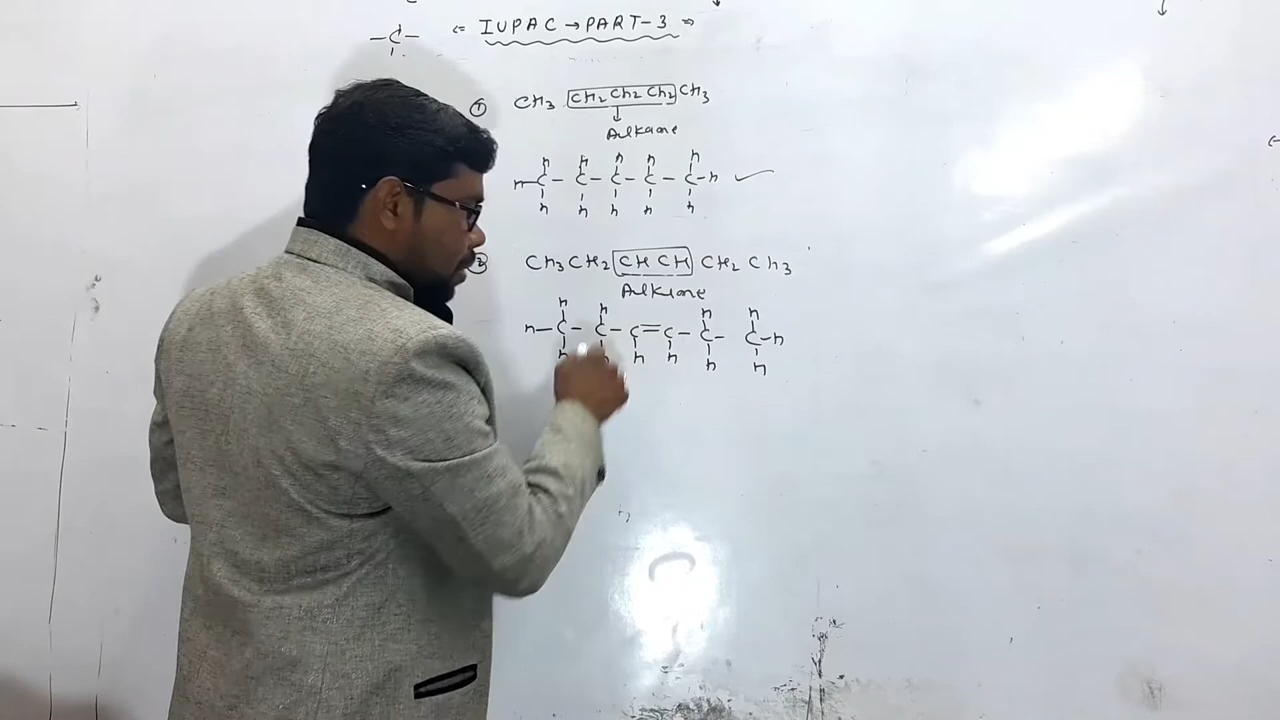 ⇐ IUPAC → PART-3 ⇒
–C–
① CH3 CH2 CH2 CH2 CH3
↓
Alkane
H H H H H
H–C–C–C–C–C–H ✓
H H H H H
② CH3 CH2 CH CH CH2 CH3
Alkane
H H H H
H–C–C–C=C–C– C–H
H H H H H H